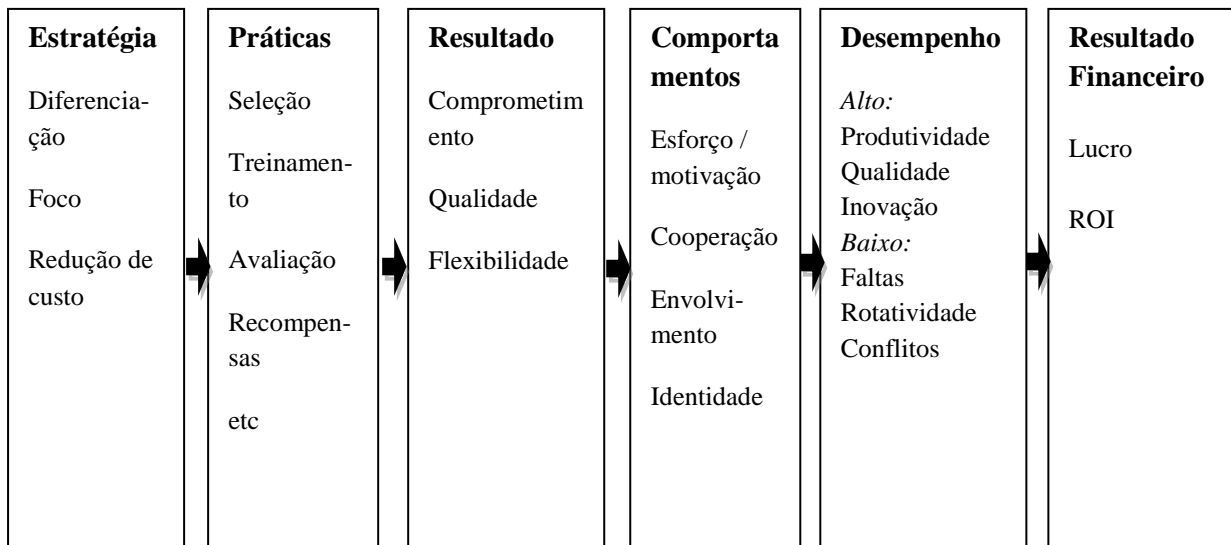 Estratégia
Diferencia-
ção
Foco
Redução de
custo
Práticas
Seleção
Treinamen-
to
Avaliação
Recompen-
sas
etc
Resultado
Comprometim
ento
Qualidade
Flexibilidade
Comporta
mentos
Esforço /
motivação
Cooperação
Envolvi-
mento
Identidade
Desempenho
Alto:
Produtividade
Qualidade
Inovação
Baixo:
Faltas
Rotatividade
Conflitos
Resultado
Financeiro
Lucro
ROI